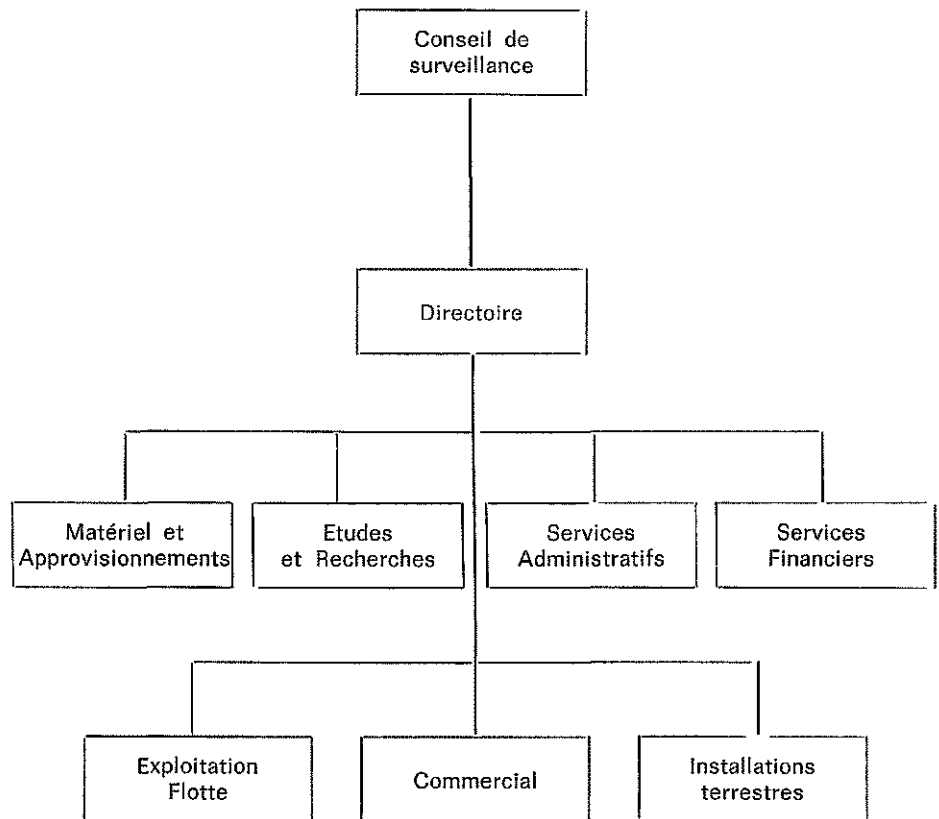 Conseil de
surveillance
Directoire
Matériel et
Approvisionnements
Etudes
et Recherches
Services
Administratifs
Services
Financiers
Exploitation
Flotte
Commercial
Installations
terrestres